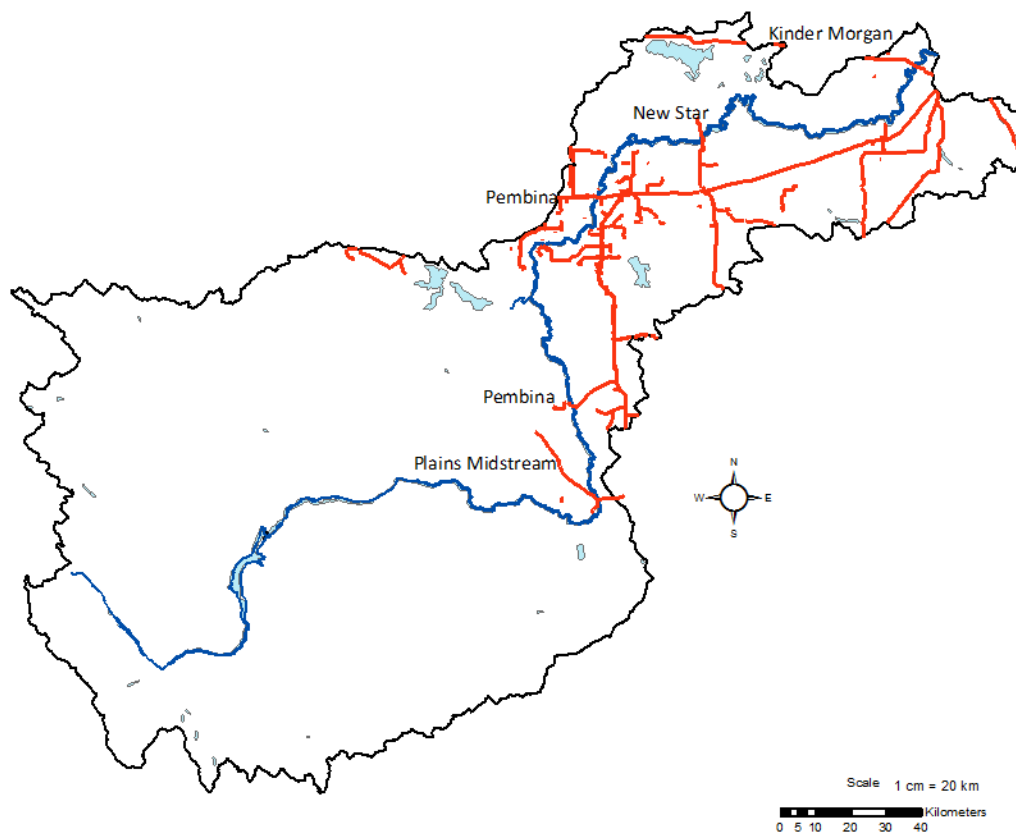 Kinder Morgan
New Star
Pembina
Pembina
Plains Midstream
N
W E
S
Scale 1 cm = 20 km
Kilometers
0 5 10 20 30 40